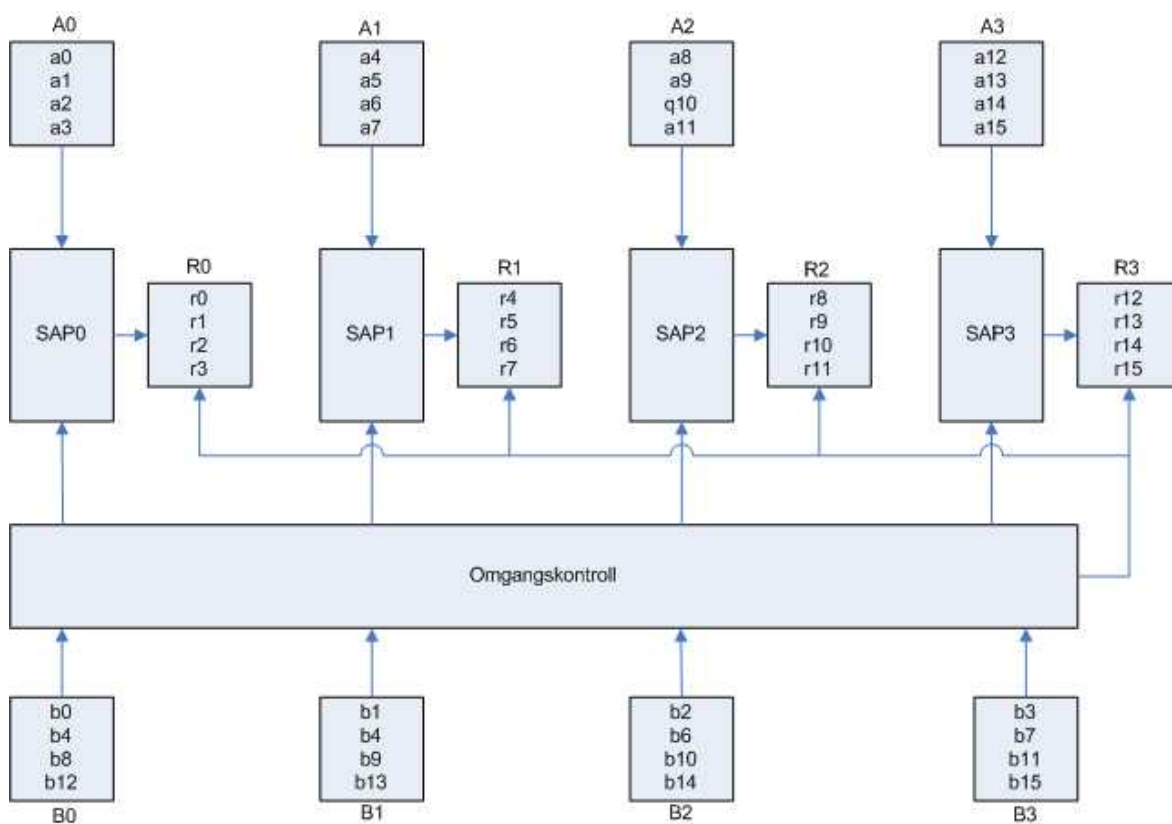 A0
a0
a1
a2
a3
A1
a4
a5
a6
a7
A2
a8
a9
q10
a11
A3
a12
a13
a14
a15
SAP0
R0
r0
r1
r2
r3
SAP1
R1
r4
r5
r6
r7
SAP2
R2
r8
r9
r10
r11
SAP3
R3
r12
r13
r14
r15
Omgangskontroll
b0
b4
b8
b12
B0
b1
b4
b9
b13
B1
b2
b6
b10
b14
B2
b3
b7
b11
b15
B3